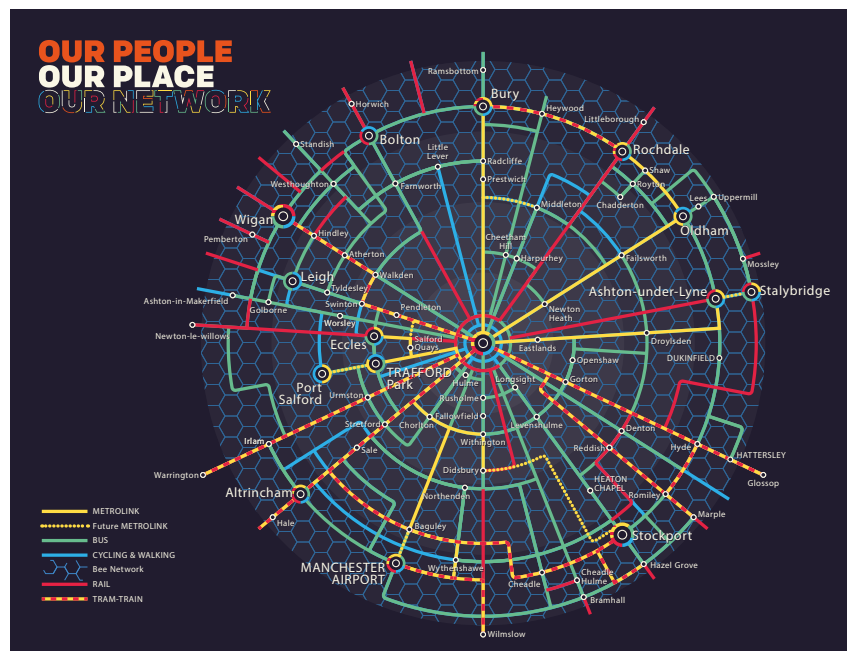 OUR PEOPLE
OUR PLACE
OUR NETWORK
Ramsbottom
Bury
Horwich
Heywood
Littleborough
Bolton
Standish
Little
Lever
Radcliffe
Rochdale
Shaw
Westhoughton
Farnworth
Prestwich
Royton
Lees
Uppermill
Chadderton
Middleton
Wigan
Oldham
Pemberton
Hindley
Cheetham
Hill
Harpurhey
Atherton
Failsworth
Mossley
Walkden
Leigh
Tyldesley
Ashton-under-Lyne
Stalybridge
Ashton-in-Makerfield
Golborne
Swinton
Pendleton
Newton
Heath
Worsley
Newton-le-willows
Eccles
Salford
Quays
Eastlands
Droylsden
Openshaw
DUKINFIELD
TRAFFORD
Park
Port
Salford
Hulme
Longsight
Gorton
Urmston
Rusholme
Stretford
Chorlton
Fallowfield
Levenshulme
Denton
Irlam
Withington
Sale
Reddish
Hyde
HATTERSLEY
Warrington
Didsbury
Glossop
Altrincham
Northenden
HEATON
CHAPEL
Romiley
Hale
Marple
Baguley
Stockport
MANCHESTER
AIRPORT
Wythenshawe
Cheadle
Cheadle
Hulme
Hazel Grove
Bramhall
Wilmslow
METROLINK
Future METROLINK
BUS
CYCLING & WALKING
Bee Network
RAIL
TRAM-TRAIN